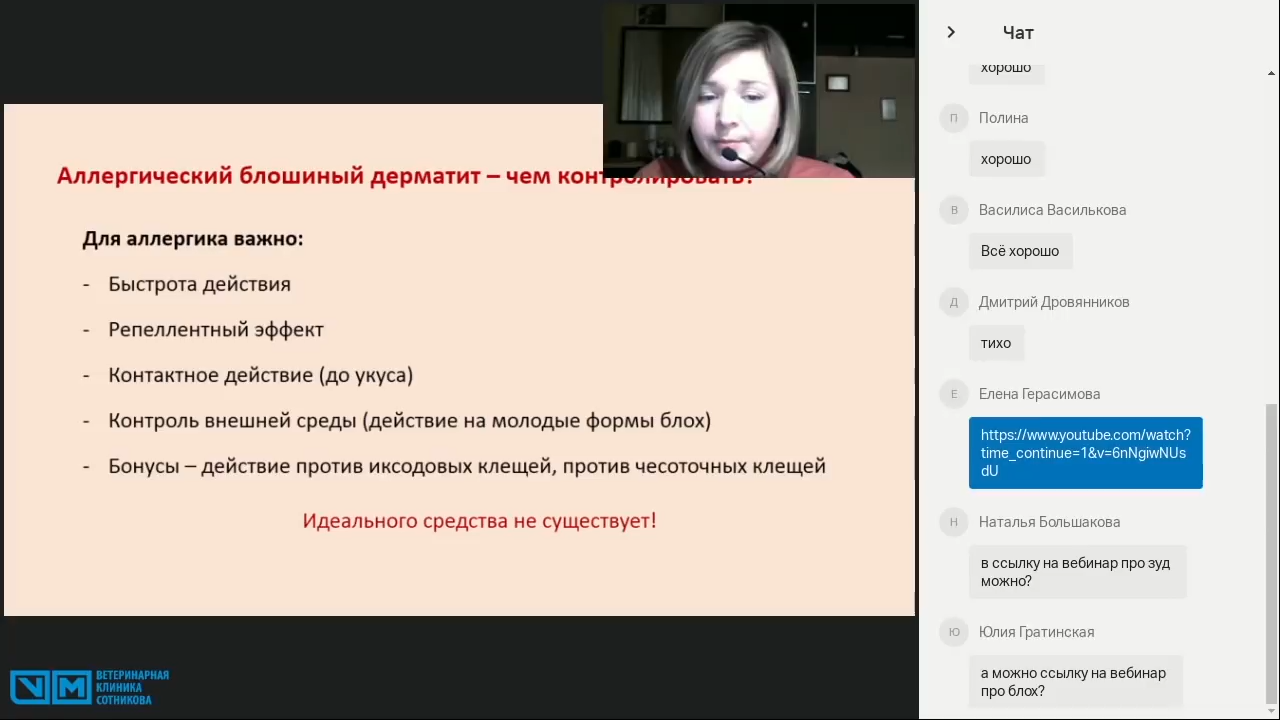 Аллергический блошиный дерматит – чем контролировать?
Для аллергика важно:
- Быстрота действия
- Репеллентный эффект
- Контактное действие (до укуса)
- Контроль внешней среды (действие на молодые формы блох)
- Бонусы – действие против иксодовых клещей, против чесоточных клещей
Идеального средства не существует!
VM
ВЕТЕРИНАРНАЯ
КЛИНИКА
СОТНИКОВА
Чат
хорошо
П
Полина
хорошо
В
Василиса Василькова
Всё хорошо
Д
Дмитрий Дровянников
тихо
Е
Елена Герасимова
https://www.youtube.com/watch?
time_continue=1&v=6nNgiwNUs
dU
Н
Наталья Большакова
в ссылку на вебинар про зуд
можно?
Ю
Юлия Гратинская
а можно ссылку на вебинар
про блох?